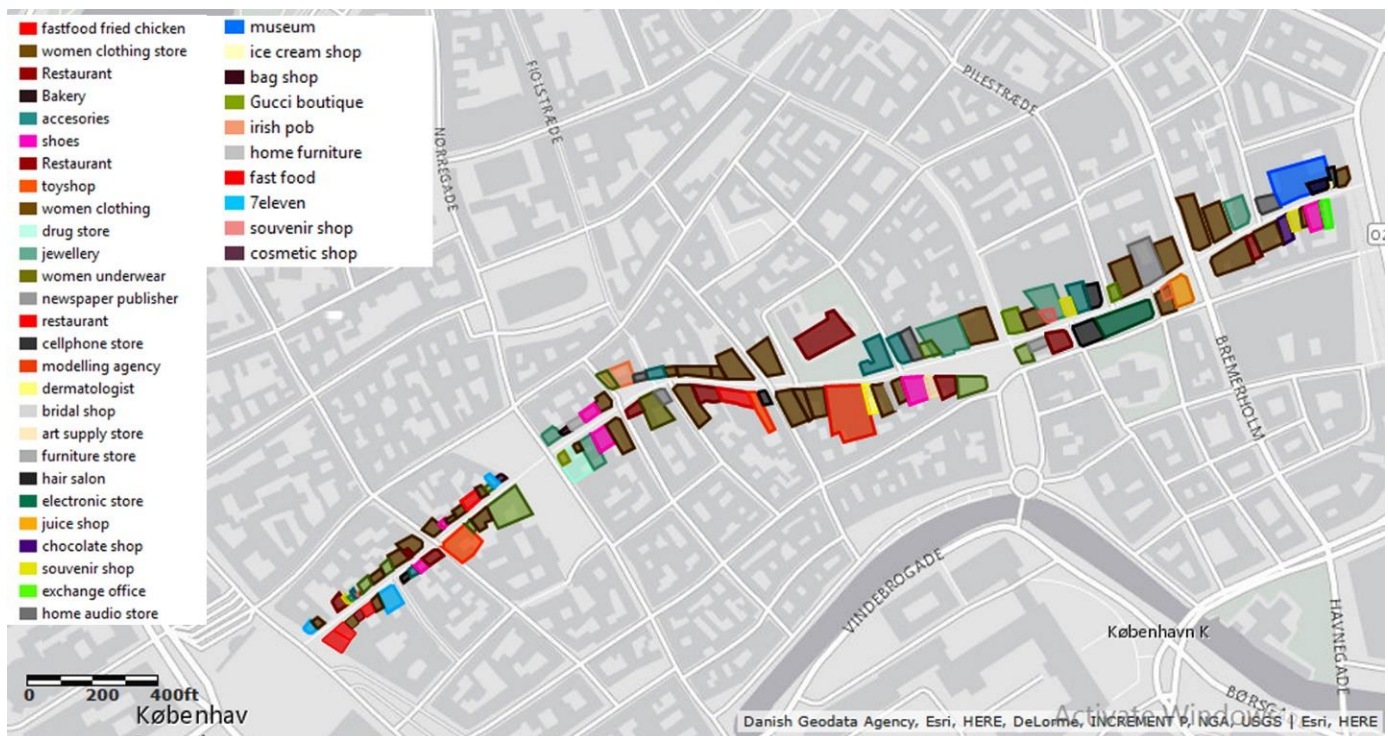 fastfood fried chicken
women clothing store
Restaurant
Bakery
accesories
shoes
Restaurant
toyshop
women clothing
drug store
jewellery
women underwear
newspaper publisher
restaurant
cellphone store
modelling agency
dermatologist
bridal shop
art supply store
furniture store
hair salon
electronic store
juice shop
chocolate shop
souvenir shop
exchange office
home audio store
museum
ice cream shop
bag shop
Gucci boutique
irish pob
home furniture
fast food
7eleven
souvenir shop
cosmetic shop
FIOLSTRÆDE
NØRREGADE
PILESTRÆDE
O2
BREMERHOLM
VINDEBROGADE
København K
HAVNEGADE
BØRSGA
0 200 400ft
Københav
Danish Geodata Agency, Esri, HERE, DeLorme, INCREMENT P, NGA, USGS | Esri, HERE
Activate Windows